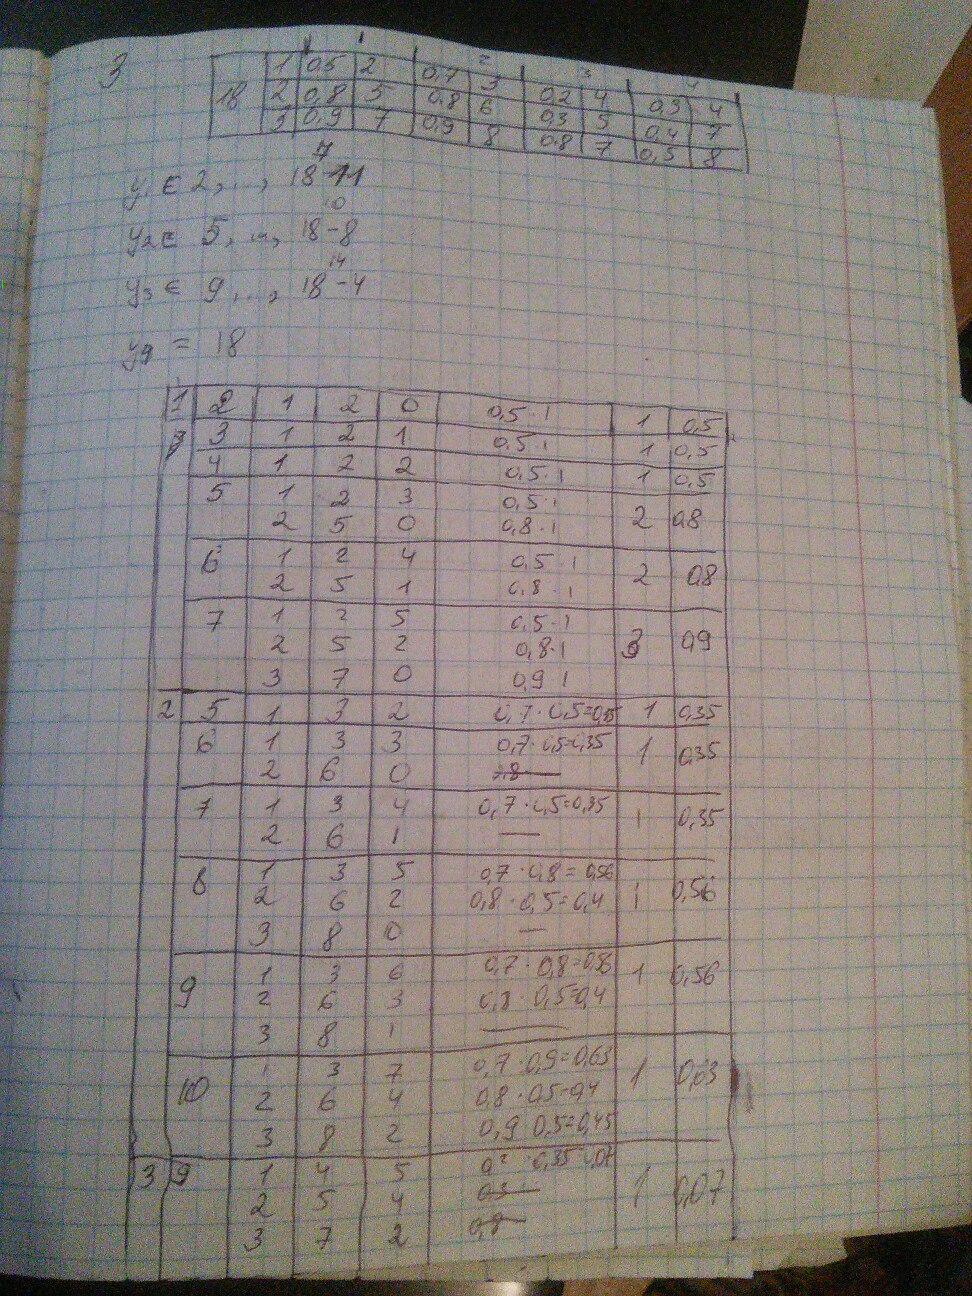 3
1 2 3 4
18 1 0,5 2 0,7 3 0,2 4 0,3 4
2 0,8 5 0,8 6 0,3 5 0,4 7
3 0,9 7 0,9 8 0,8 7 0,5 8
7
y1 ∈ 2, ..., 18-11
10
y2 ∈ 5, ..., 18-8
14
y3 ∈ 9, ..., 18-4
= 18
1 2 1 2 0 0,5·1 1 0,5
3 1 2 1 0,5·1 1 0,5
4 1 2 2 0,5·1 1 0,5
5 1 2 3 0,5·1
2 5 0 0,8·1 2 0,8
6 1 2 4 0,5·1
2 5 1 0,8·1 2 0,8
7 1 2 5 0,5·1
2 5 2 0,8·1 3 0,9
3 7 0 0,9 1
2 5 1 3 2 0,7·0,5=0,35 1 0,35
6 1 3 3 0,7·0,5=0,35 1 0,35
2 6 0 —
7 1 3 4 0,7·0,5=0,35 1 0,35
2 6 1 —
8 1 3 5 0,7·0,8=0,56
2 6 2 0,8·0,5=0,4 1 0,56
3 8 0 —
9 1 3 6 0,7·0,8=0,56 1 0,56
2 6 3 0,8·0,5=0,4
3 8 1 —
10 1 3 7 0,7·0,9=0,63 1 0,63
2 6 4 0,8·0,5=0,4
3 8 2 0,9 0,5=0,45
3 9 1 4 5 0,2·0,35=0,07
2 5 4 0,3 1 0,07
3 7 2 0,8